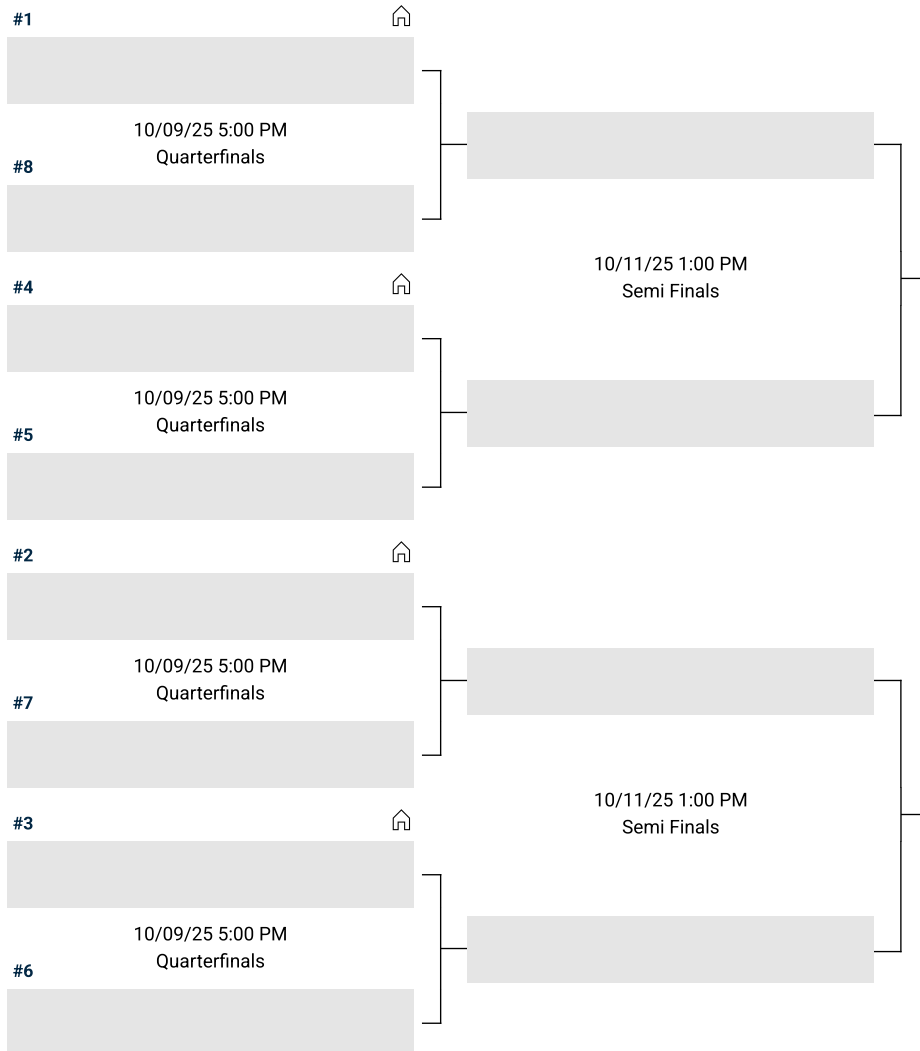 #1
10/09/25 5:00 PM
Quarterfinals
#8
#4
10/09/25 5:00 PM
Quarterfinals
#5
#2
10/09/25 5:00 PM
Quarterfinals
#7
#3
10/09/25 5:00 PM
Quarterfinals
#6
10/11/25 1:00 PM
Semi Finals
10/11/25 1:00 PM
Semi Finals